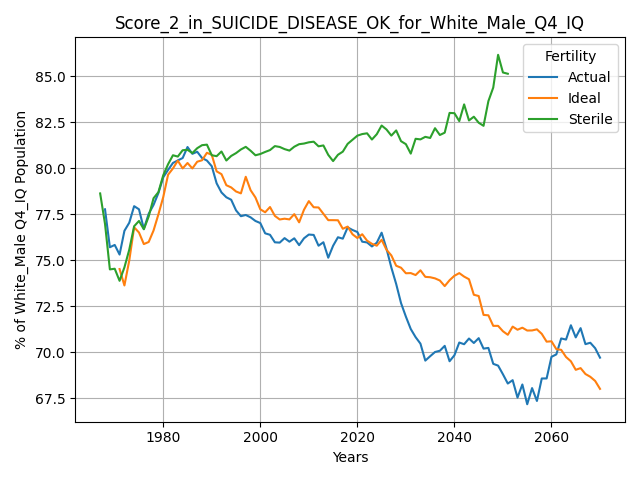 Score_2_in_SUICIDE_DISEASE_OK_for_White_Male_Q4_IQ
% of White_Male Q4_IQ Population
85.0
82.5
80.0
77.5
75.0
72.5
70.0
67.5
Fertility
Actual
Ideal
Sterile
1980
2000
2020
2040
2060
Years